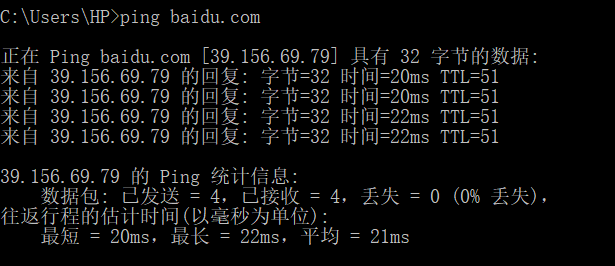 C:\Users\HP>ping baidu.com
正在 Ping baidu.com [39.156.69.79] 具有 32 字节的数据:
来自 39.156.69.79 的回复: 字节=32 时间=20ms TTL=51
来自 39.156.69.79 的回复: 字节=32 时间=20ms TTL=51
来自 39.156.69.79 的回复: 字节=32 时间=22ms TTL=51
来自 39.156.69.79 的回复: 字节=32 时间=22ms TTL=51
39.156.69.79 的 Ping 统计信息:
数据包: 已发送 = 4，已接收 = 4，丢失 = 0 (0% 丢失)，
往返行程的估计时间(以毫秒为单位):
最短 = 20ms，最长 = 22ms，平均 = 21ms